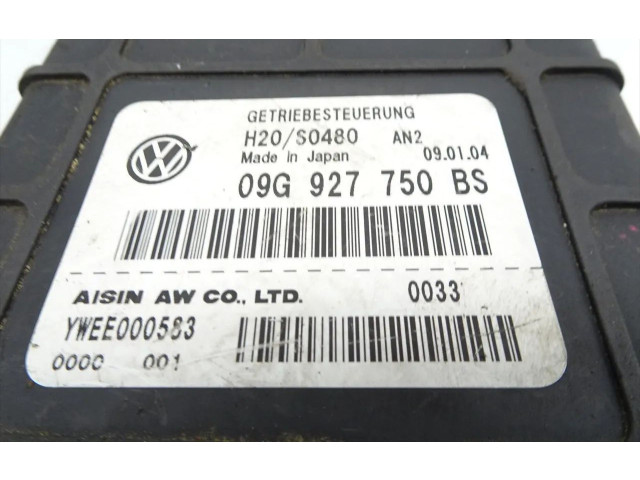 GETRIEBESTEUERUNG
H20/S0480 AN2
Made in Japan 09.01.04
09G 927 750 BS
AISIN AW CO., LTD. 0033
YWEE000583
0000 001